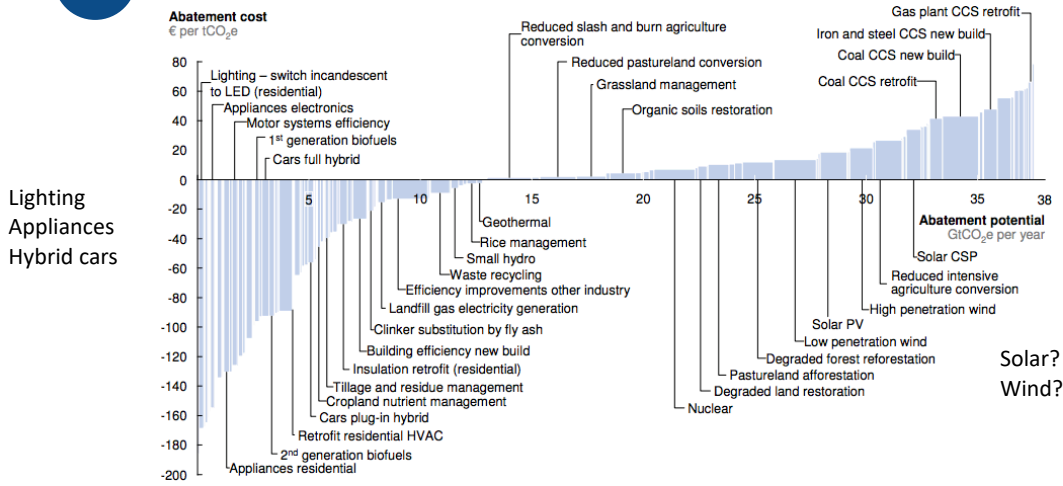 Abatement cost
€ per tCO₂e
80
60
40
20
0
-20
-40
-60
-80
-100
-120
-140
-160
-180
-200
Lighting – switch incandescent
to LED (residential)
Appliances electronics
Motor systems efficiency
1st generation biofuels
Cars full hybrid
Reduced slash and burn agriculture
conversion
Reduced pastureland conversion
Grassland management
Organic soils restoration
Gas plant CCS retrofit
Iron and steel CCS new build
Coal CCS new build
Coal CCS retrofit
5
10
15
20
25
30
35
38
Abatement potential
GtCO₂e per year
Lighting
Appliances
Hybrid cars
Geothermal
Rice management
Small hydro
Waste recycling
Efficiency improvements other industry
Landfill gas electricity generation
Clinker substitution by fly ash
Building efficiency new build
Insulation retrofit (residential)
Tillage and residue management
Cropland nutrient management
Cars plug-in hybrid
Retrofit residential HVAC
2nd generation biofuels
Appliances residential
Solar CSP
Reduced intensive
agriculture conversion
High penetration wind
Solar PV
Low penetration wind
Degraded forest reforestation
Pastureland afforestation
Degraded land restoration
Nuclear
Solar?
Wind?